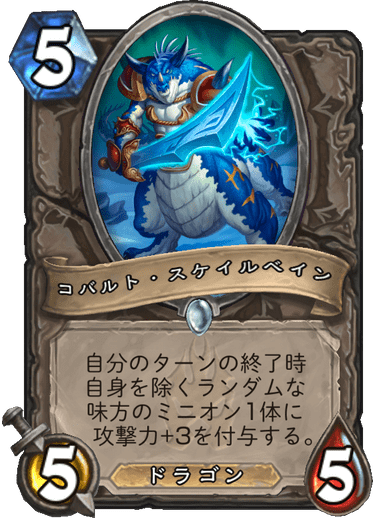 5
コバルト・スケイルベイン
自分のターンの終了時
自身を除くランダムな
味方のミニオン1体に
攻撃力+3を付与する。
ドラゴン
5
5